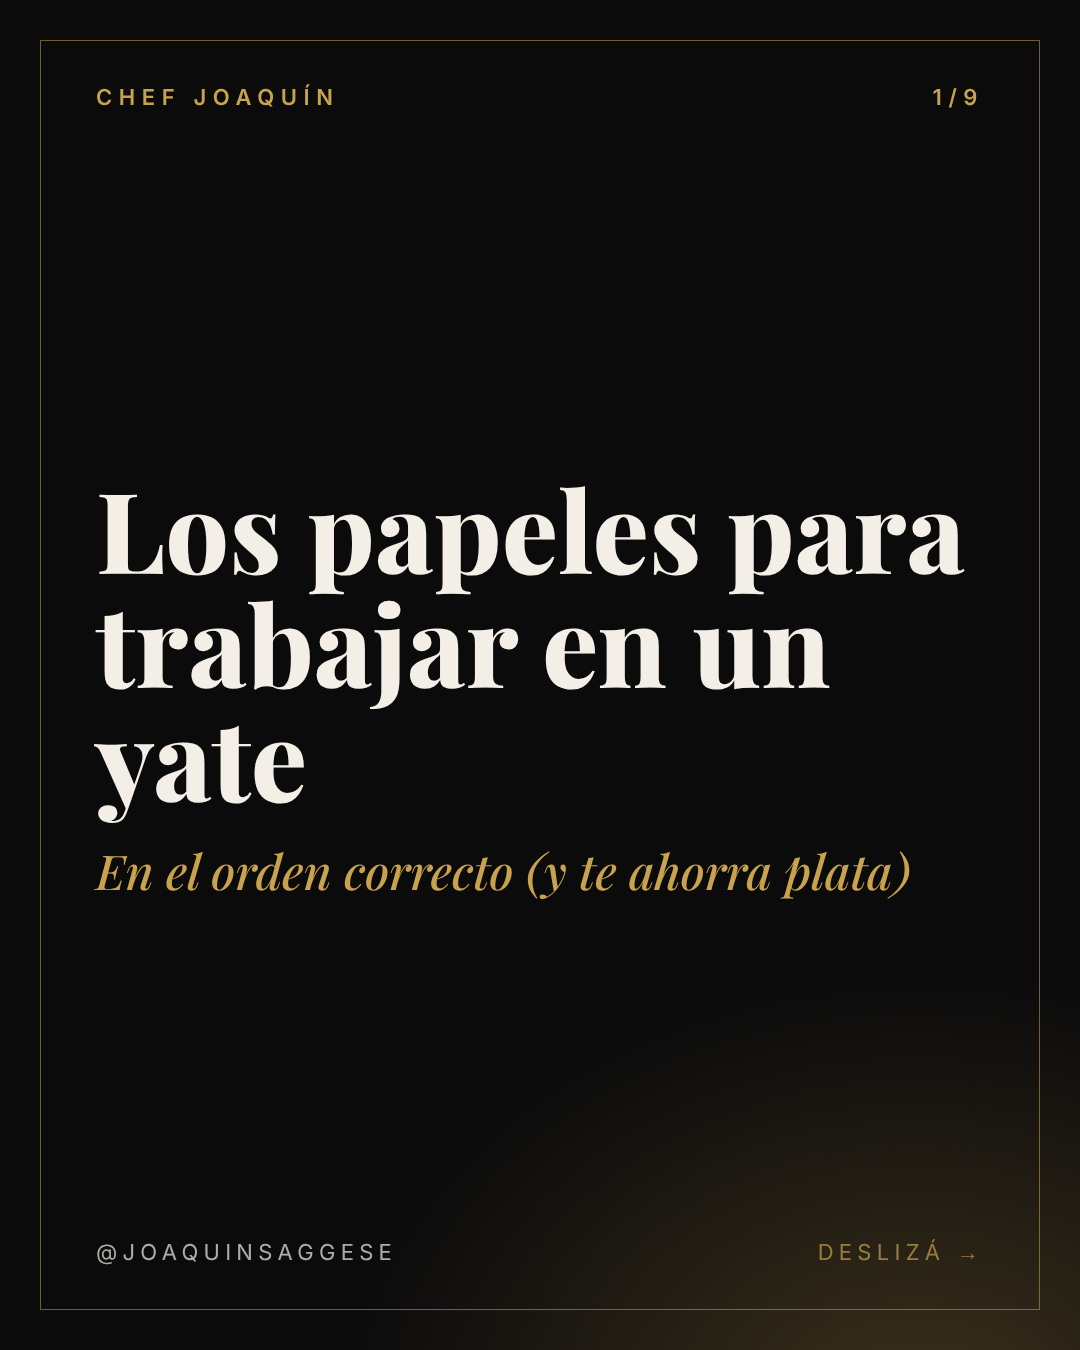 CHEF JOAQUÍN
1/9
Los papeles para
trabajar en un
yate
En el orden correcto (y te ahorra plata)
@JOAQUINSAGGESE
DESLIZÁ →